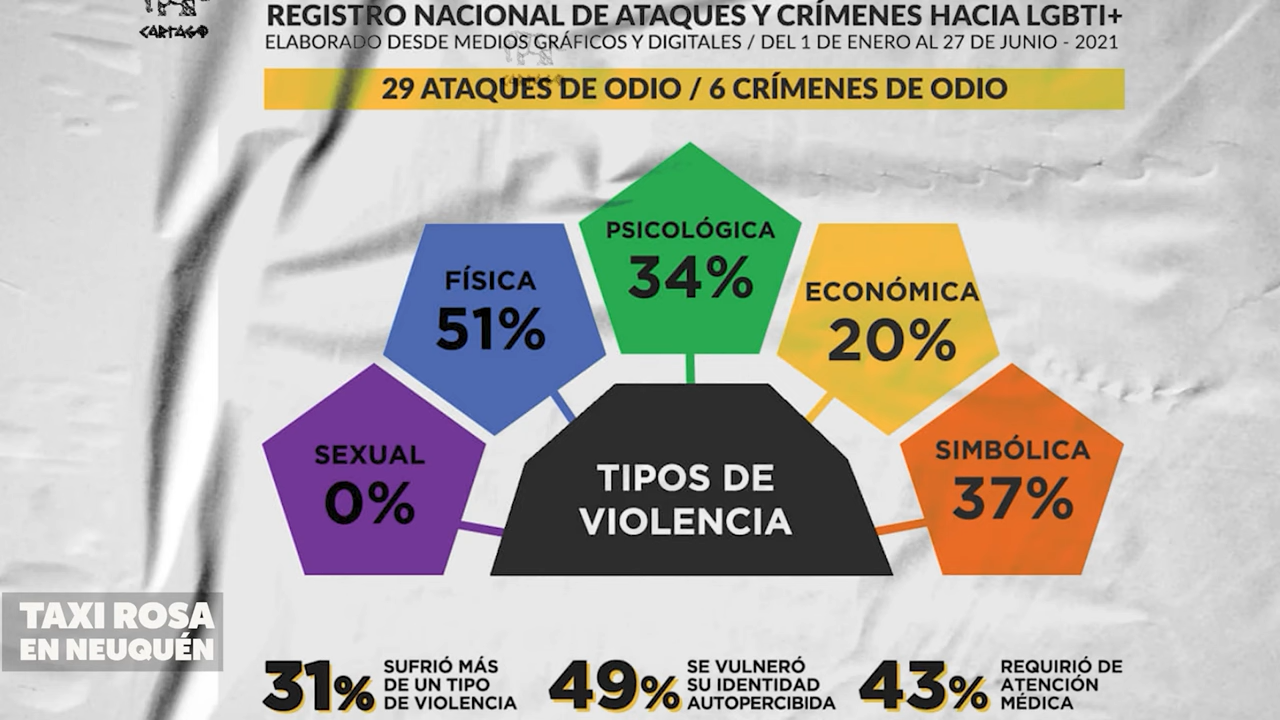 CARTAGO
REGISTRO NACIONAL DE ATAQUES Y CRÍMENES HACIA LGBTI+
ELABORADO DESDE MEDIOS GRÁFICOS Y DIGITALES / DEL 1 DE ENERO AL 27 DE JUNIO - 2021
29 ATAQUES DE ODIO / 6 CRÍMENES DE ODIO
SEXUAL
0%
FÍSICA
51%
PSICOLÓGICA
34%
ECONÓMICA
20%
SIMBÓLICA
37%
TIPOS DE
VIOLENCIA
TAXI ROSA
EN NEUQUÉN
31% SUFRIÓ MÁS
DE UN TIPO
DE VIOLENCIA
49% SE VULNERÓ
SU IDENTIDAD
AUTOPERCIBIDA
43% REQUIRIÓ DE
ATENCIÓN
MÉDICA